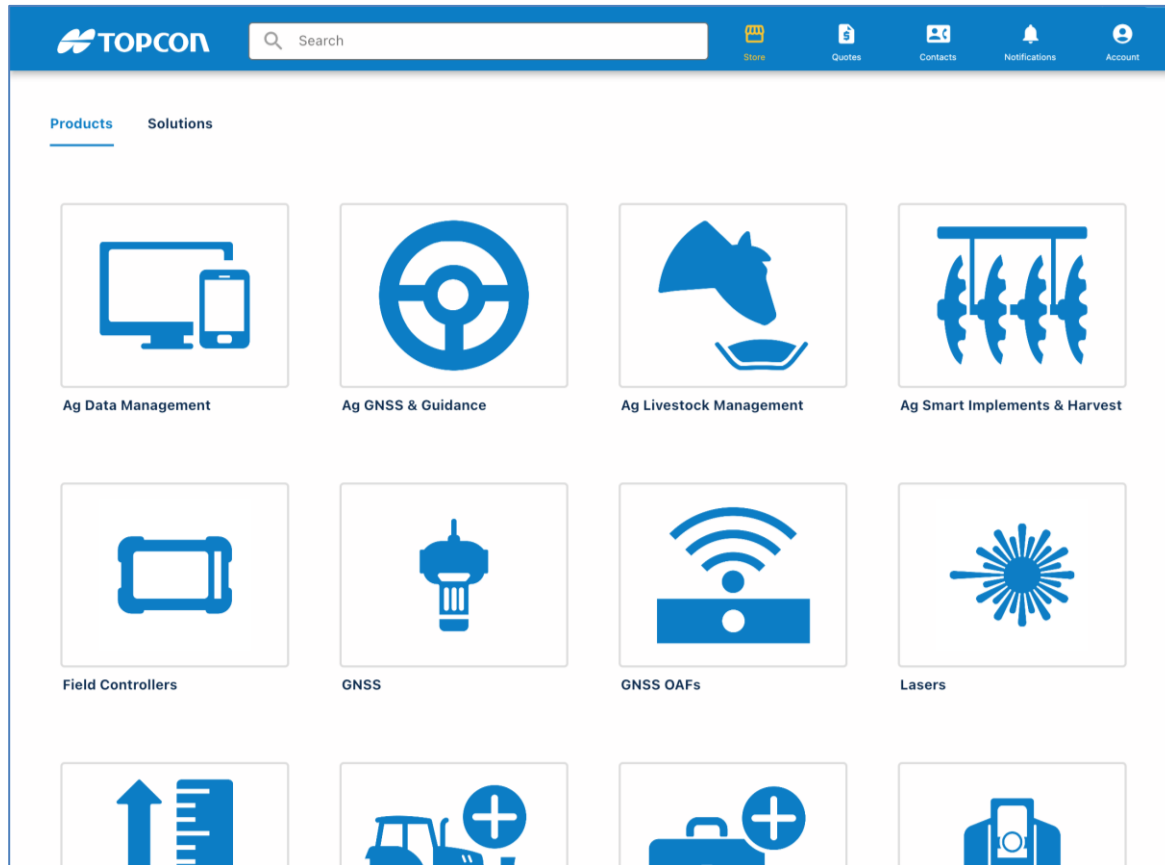 TOPCON
Search
Store
Quotes
Contacts
Notifications
Account
Products
Solutions
Ag Data Management
Ag GNSS & Guidance
Ag Livestock Management
Ag Smart Implements & Harvest
Field Controllers
GNSS
GNSS OAFs
Lasers